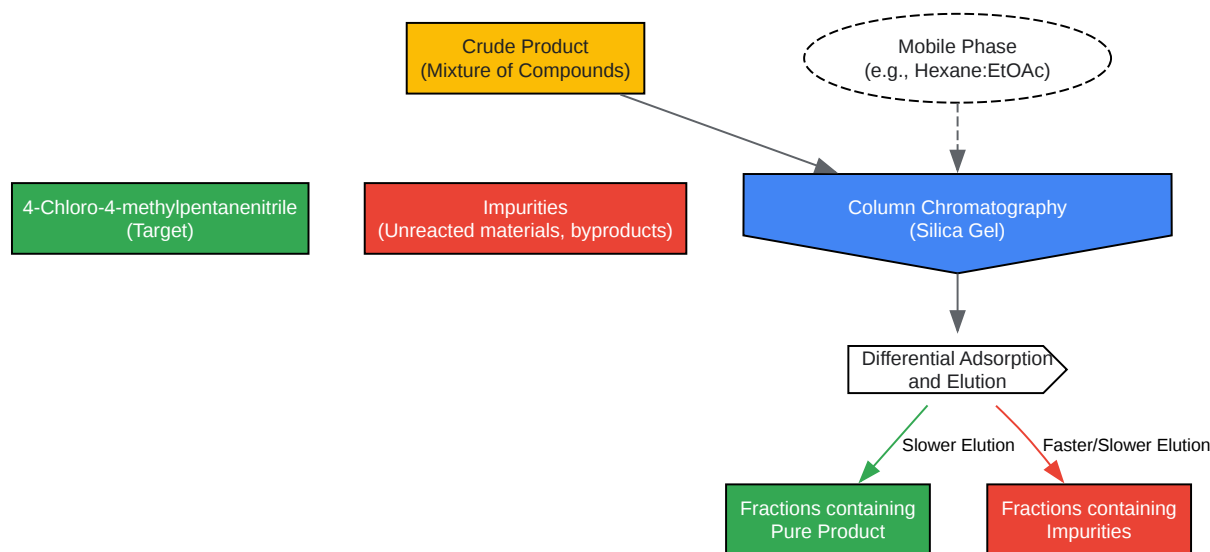 Crude Product
(Mixture of Compounds)
Mobile Phase
(e.g., Hexane:EtOAc)
4-Chloro-4-methylpentanenitrile
(Target)
Impurities
(Unreacted materials, byproducts)
Column Chromatography
(Silica Gel)
Differential Adsorption
and Elution
Slower Elution
Faster/Slower Elution
Fractions containing
Pure Product
Fractions containing
Impurities